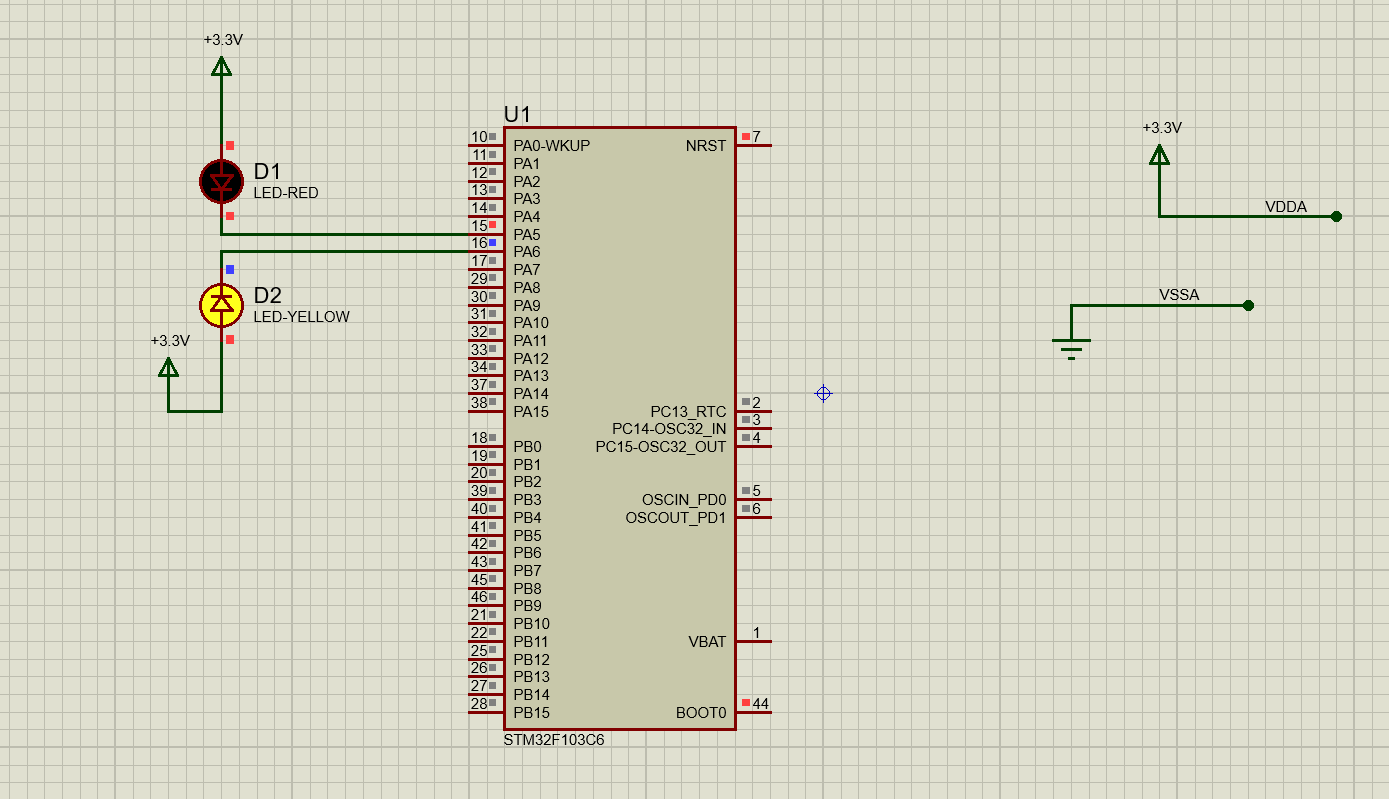 +3.3V
D1
LED-RED
D2
LED-YELLOW
+3.3V
U1
10 PA0-WKUP
11 PA1
12 PA2
13 PA3
14 PA4
15 PA5
16 PA6
17 PA7
29 PA8
30 PA9
31 PA10
32 PA11
33 PA12
34 PA13
37 PA14
38 PA15
18 PB0
19 PB1
20 PB2
39 PB3
40 PB4
41 PB5
42 PB6
43 PB7
45 PB8
46 PB9
21 PB10
22 PB11
25 PB12
26 PB13
27 PB14
28 PB15
NRST 7
PC13_RTC 2
PC14-OSC32_IN 3
PC15-OSC32_OUT 4
OSCIN_PD0 5
OSCOUT_PD1 6
VBAT 1
BOOT0 44
STM32F103C6
+3.3V
VDDA
VSSA